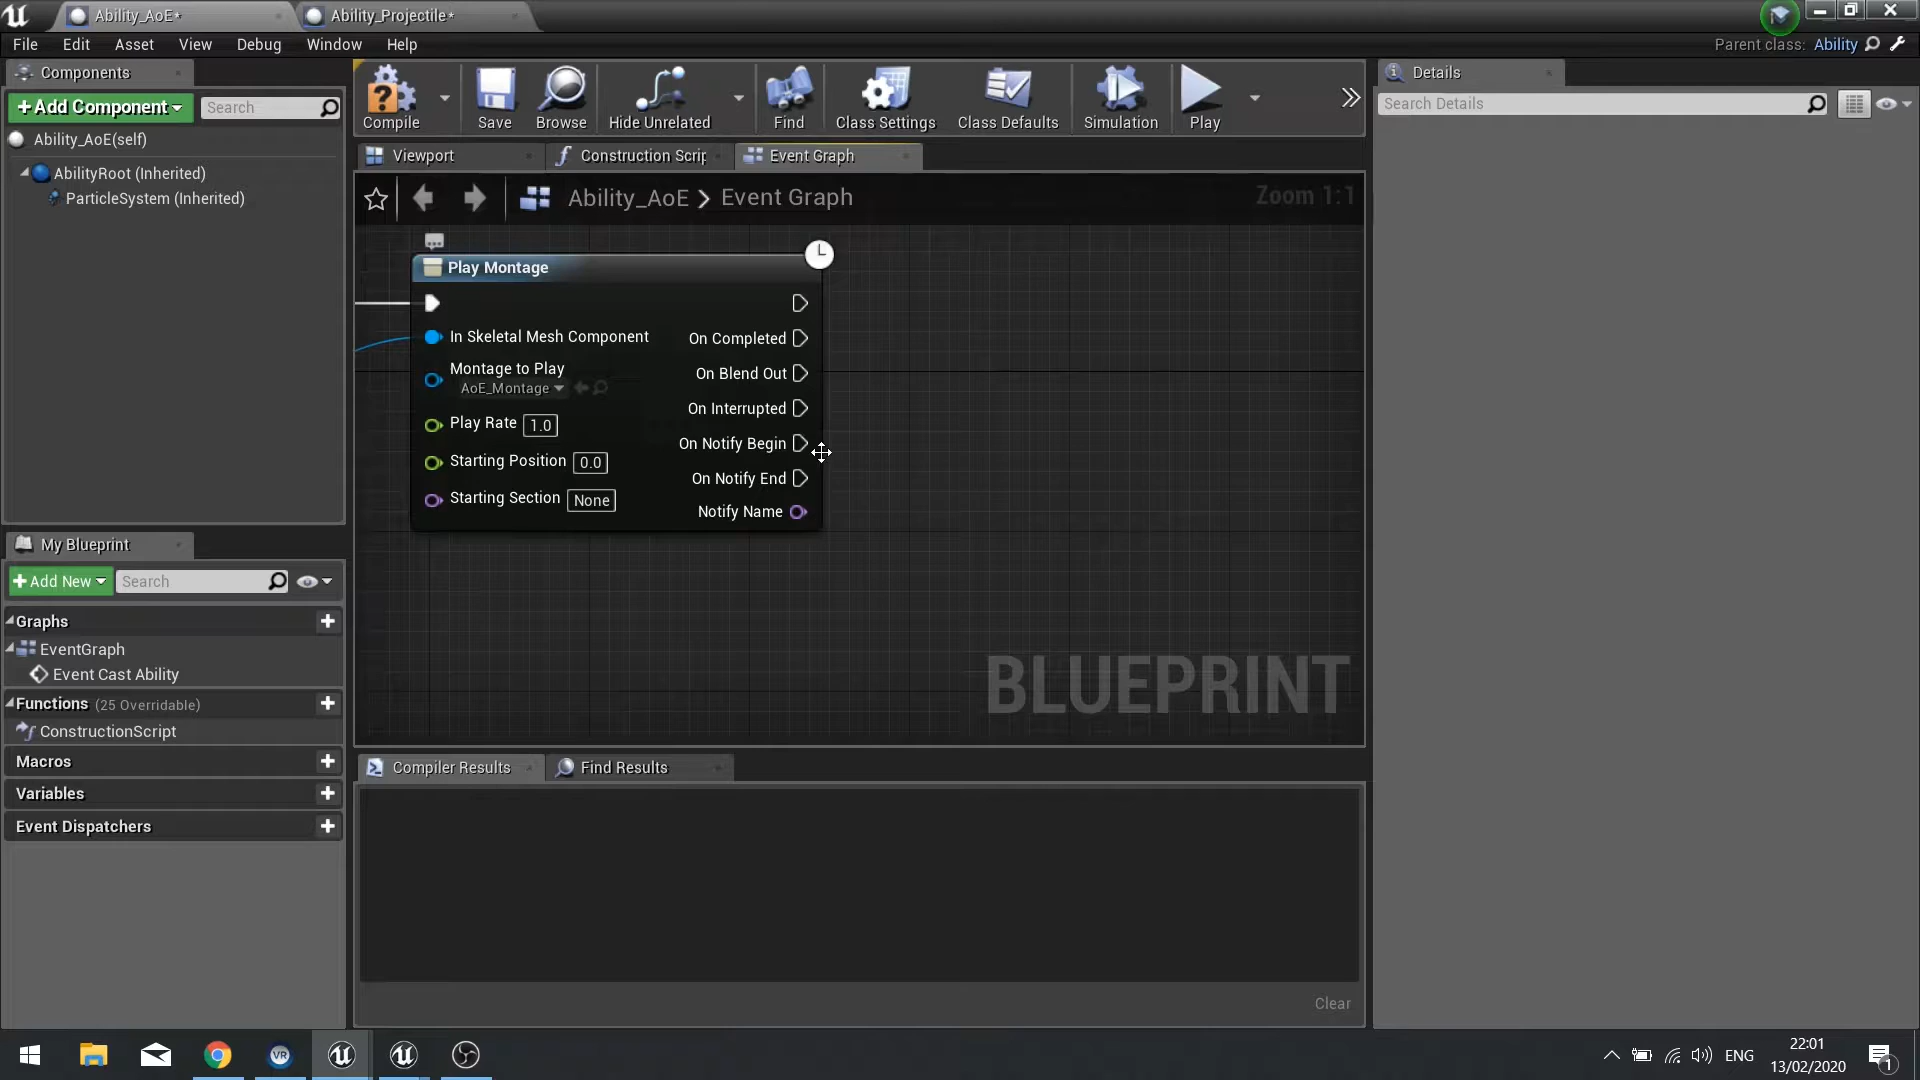 Ability_AoE*
Ability_Projectile*
File Edit Asset View Debug Window Help
Parent class: Ability
Components
+Add Component
Search
Ability_AoE(self)
AbilityRoot (Inherited)
ParticleSystem (Inherited)
Compile
Save
Browse
Hide Unrelated
Find
Class Settings
Class Defaults
Simulation
Play
Viewport
Construction Scrip
Event Graph
Ability_AoE > Event Graph
Zoom 1:1
Play Montage
In Skeletal Mesh Component
Montage to Play
AoE_Montage
Play Rate 1.0
Starting Position 0.0
Starting Section None
On Completed
On Blend Out
On Interrupted
On Notify Begin
On Notify End
Notify Name
BLUEPRINT
My Blueprint
+Add New
Search
Graphs
EventGraph
Event Cast Ability
Functions (25 Overridable)
ConstructionScript
Macros
Variables
Event Dispatchers
Compiler Results
Find Results
Clear
Details
Search Details
VR
ENG
22:01
13/02/2020
1